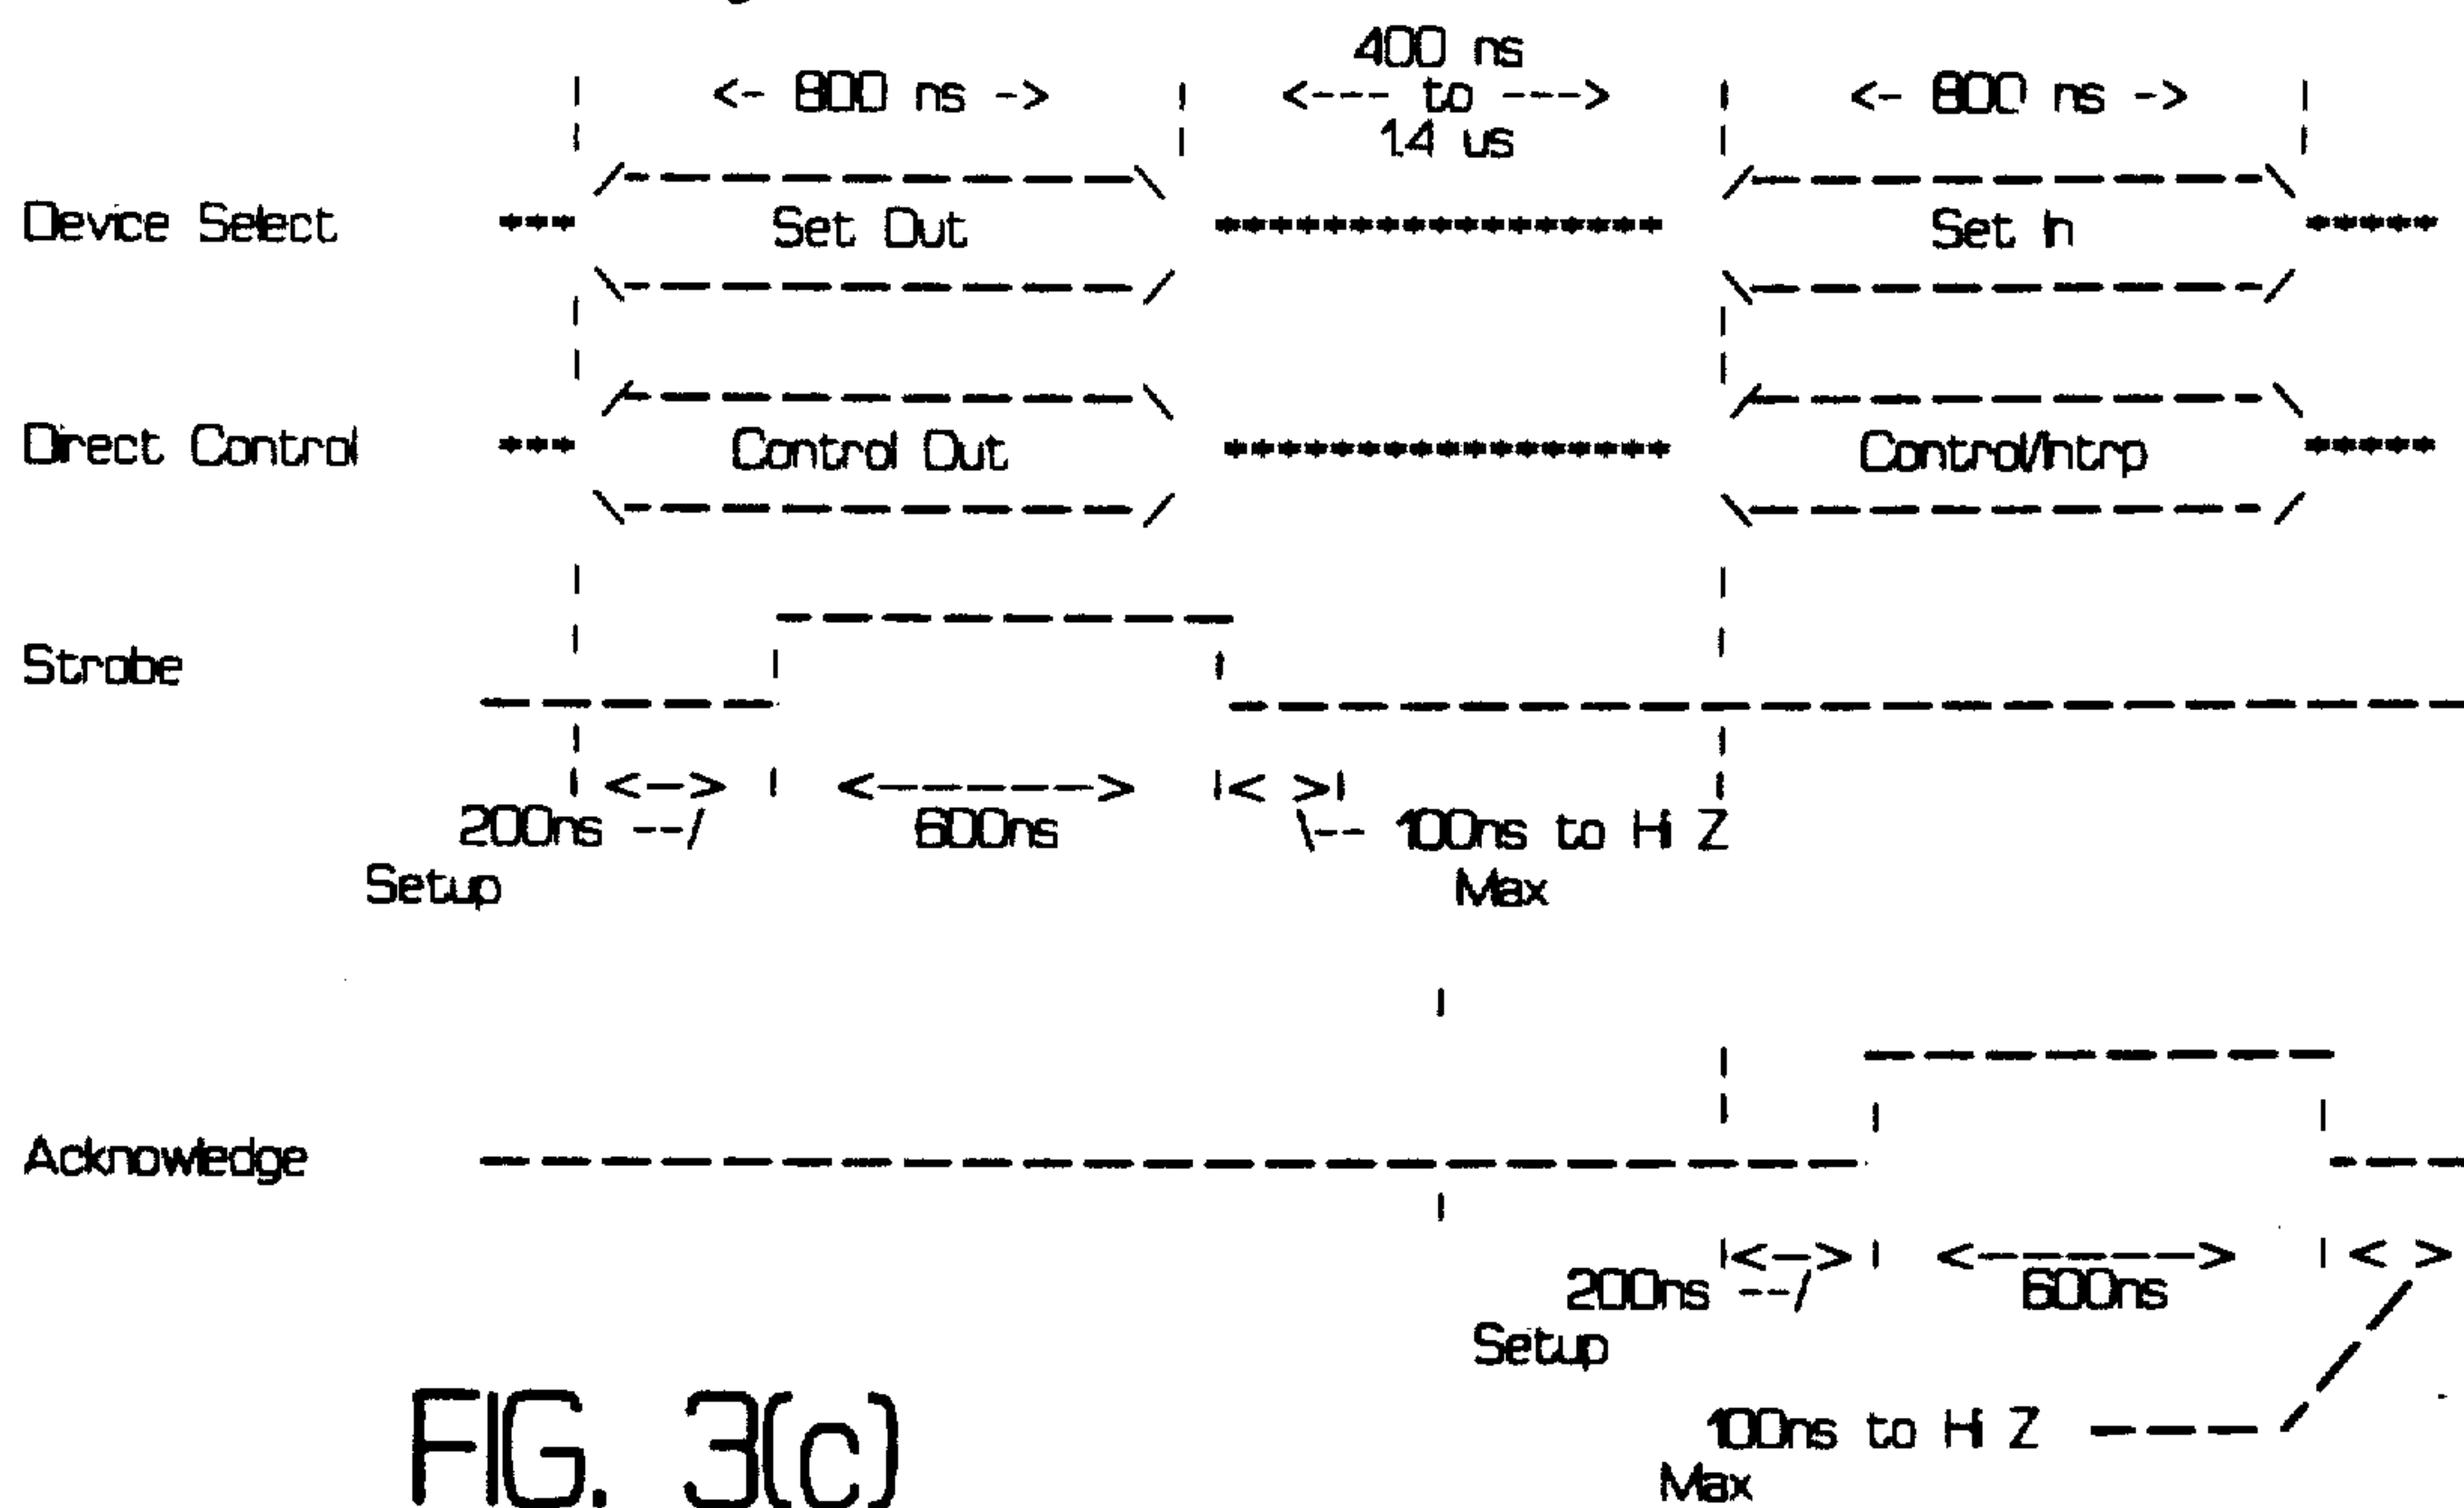 400 ns
<- 800 ns -> <--- to ---> <- 800 ns ->
1.4 us
Device Select *** Set Out ***************** Set In *****
Direct Control *** Control Out ***************** Control/Intrp *****
Strobe
200ns --/ 600ns \-- 100ns to Hi Z
Setup Max
Acknowledge
200ns --/ 600ns
Setup
100ns to Hi Z
Max
FIG. 3(c)